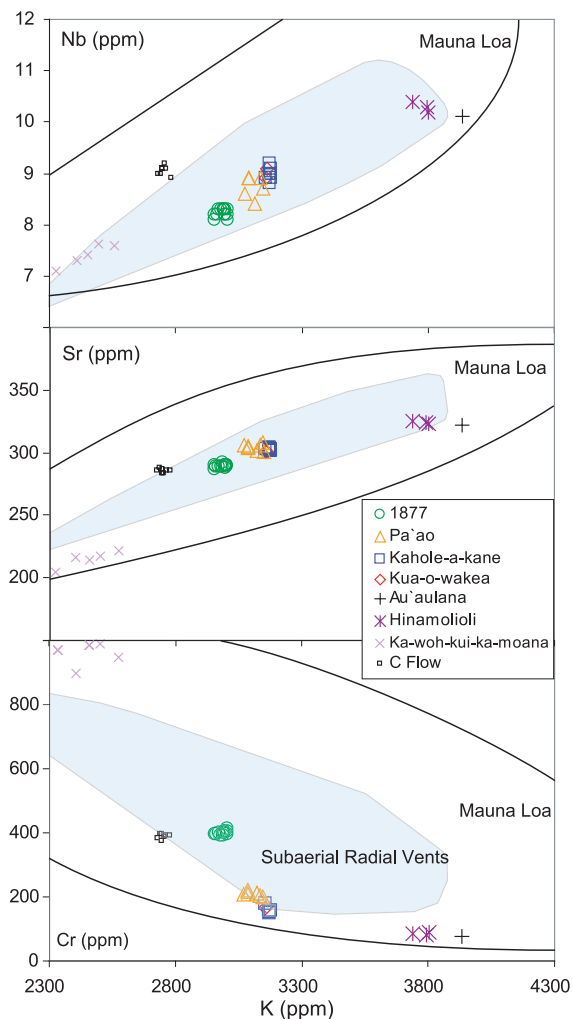 12
Nb (ppm)
Mauna Loa
11
10
9
8
7
Sr (ppm)
Mauna Loa
350
300
250
200
1877
Pa`ao
Kahole-a-kane
Kua-o-wakea
Au`aulana
Hinamolioli
Ka-woh-kui-ka-moana
C Flow
800
600
Mauna Loa
400
Subaerial Radial Vents
200
Cr (ppm)
0
2300
2800
3300
3800
4300
K (ppm)